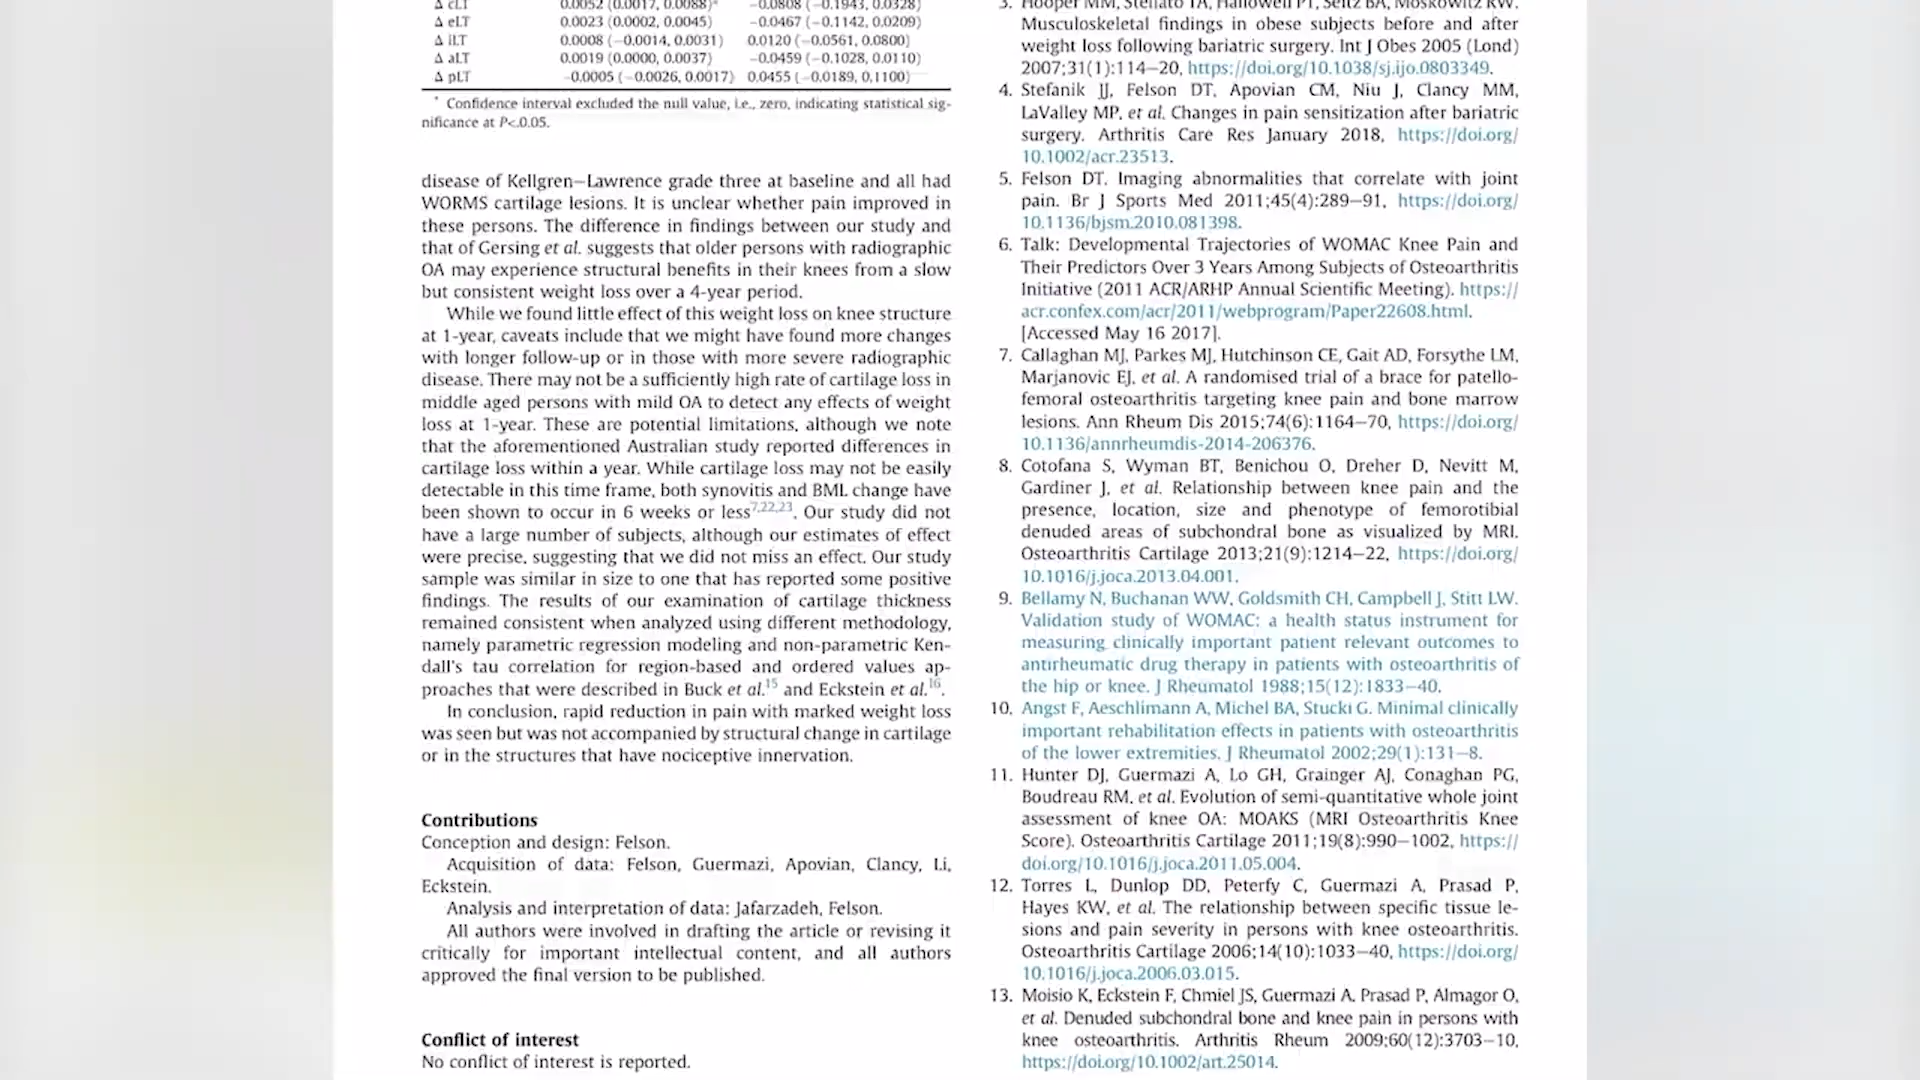 Δ cLT 0.0052 (0.0017, 0.0088)* −0.0808 (−0.1943, 0.0328)
Δ eLT 0.0023 (0.0002, 0.0045) −0.0467 (−0.1142, 0.0209)
Δ iLT 0.0008 (−0.0014, 0.0031) 0.0120 (−0.0561, 0.0800)
Δ aLT 0.0019 (0.0000, 0.0037) −0.0459 (−0.1028, 0.0110)
Δ pLT −0.0005 (−0.0026, 0.0017) 0.0455 (−0.0189, 0.1100)
* Confidence interval excluded the null value, i.e., zero, indicating statistical sig-
nificance at P<.0.05.
disease of Kellgren–Lawrence grade three at baseline and all had
WORMS cartilage lesions. It is unclear whether pain improved in
these persons. The difference in findings between our study and
that of Gersing et al. suggests that older persons with radiographic
OA may experience structural benefits in their knees from a slow
but consistent weight loss over a 4-year period.
While we found little effect of this weight loss on knee structure
at 1-year, caveats include that we might have found more changes
with longer follow-up or in those with more severe radiographic
disease. There may not be a sufficiently high rate of cartilage loss in
middle aged persons with mild OA to detect any effects of weight
loss at 1-year. These are potential limitations, although we note
that the aforementioned Australian study reported differences in
cartilage loss within a year. While cartilage loss may not be easily
detectable in this time frame, both synovitis and BML change have
been shown to occur in 6 weeks or less7,22,23. Our study did not
have a large number of subjects, although our estimates of effect
were precise, suggesting that we did not miss an effect. Our study
sample was similar in size to one that has reported some positive
findings. The results of our examination of cartilage thickness
remained consistent when analyzed using different methodology,
namely parametric regression modeling and non-parametric Ken-
dall's tau correlation for region-based and ordered values ap-
proaches that were described in Buck et al.15 and Eckstein et al.16.
In conclusion, rapid reduction in pain with marked weight loss
was seen but was not accompanied by structural change in cartilage
or in the structures that have nociceptive innervation.
Contributions
Conception and design: Felson.
Acquisition of data: Felson, Guermazi, Apovian, Clancy, Li,
Eckstein.
Analysis and interpretation of data: Jafarzadeh, Felson.
All authors were involved in drafting the article or revising it
critically for important intellectual content, and all authors
approved the final version to be published.
Conflict of interest
No conflict of interest is reported.
3. Hooper MM, Stellato TA, Hallowell PT, Seitz BA, Moskowitz RW.
Musculoskeletal findings in obese subjects before and after
weight loss following bariatric surgery. Int J Obes 2005 (Lond)
2007;31(1):114–20, https://doi.org/10.1038/sj.ijo.0803349.
4. Stefanik JJ, Felson DT, Apovian CM, Niu J, Clancy MM,
LaValley MP, et al. Changes in pain sensitization after bariatric
surgery. Arthritis Care Res January 2018, https://doi.org/
10.1002/acr.23513.
5. Felson DT. Imaging abnormalities that correlate with joint
pain. Br J Sports Med 2011;45(4):289–91, https://doi.org/
10.1136/bjsm.2010.081398.
6. Talk: Developmental Trajectories of WOMAC Knee Pain and
Their Predictors Over 3 Years Among Subjects of Osteoarthritis
Initiative (2011 ACR/ARHP Annual Scientific Meeting). https://
acr.confex.com/acr/2011/webprogram/Paper22608.html.
[Accessed May 16 2017].
7. Callaghan MJ, Parkes MJ, Hutchinson CE, Gait AD, Forsythe LM,
Marjanovic EJ, et al. A randomised trial of a brace for patello-
femoral osteoarthritis targeting knee pain and bone marrow
lesions. Ann Rheum Dis 2015;74(6):1164–70, https://doi.org/
10.1136/annrheumdis-2014-206376.
8. Cotofana S, Wyman BT, Benichou O, Dreher D, Nevitt M,
Gardiner J, et al. Relationship between knee pain and the
presence, location, size and phenotype of femorotibial
denuded areas of subchondral bone as visualized by MRI.
Osteoarthritis Cartilage 2013;21(9):1214–22, https://doi.org/
10.1016/j.joca.2013.04.001.
9. Bellamy N, Buchanan WW, Goldsmith CH, Campbell J, Stitt LW.
Validation study of WOMAC: a health status instrument for
measuring clinically important patient relevant outcomes to
antirheumatic drug therapy in patients with osteoarthritis of
the hip or knee. J Rheumatol 1988;15(12):1833–40.
10. Angst F, Aeschlimann A, Michel BA, Stucki G. Minimal clinically
important rehabilitation effects in patients with osteoarthritis
of the lower extremities. J Rheumatol 2002;29(1):131–8.
11. Hunter DJ, Guermazi A, Lo GH, Grainger AJ, Conaghan PG,
Boudreau RM, et al. Evolution of semi-quantitative whole joint
assessment of knee OA: MOAKS (MRI Osteoarthritis Knee
Score). Osteoarthritis Cartilage 2011;19(8):990–1002, https://
doi.org/10.1016/j.joca.2011.05.004.
12. Torres L, Dunlop DD, Peterfy C, Guermazi A, Prasad P,
Hayes KW, et al. The relationship between specific tissue le-
sions and pain severity in persons with knee osteoarthritis.
Osteoarthritis Cartilage 2006;14(10):1033–40, https://doi.org/
10.1016/j.joca.2006.03.015.
13. Moisio K, Eckstein F, Chmiel JS, Guermazi A, Prasad P, Almagor O,
et al. Denuded subchondral bone and knee pain in persons with
knee osteoarthritis. Arthritis Rheum 2009;60(12):3703–10,
https://doi.org/10.1002/art.25014.